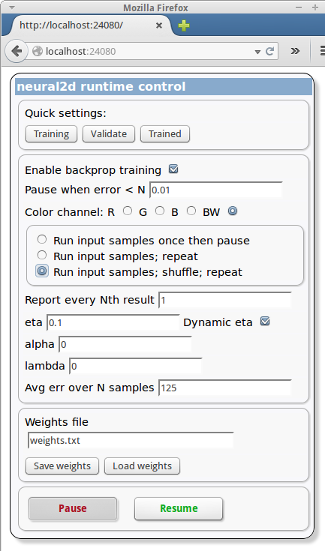 Mozilla Firefox
http://localhost:24080/
localhost:24080
neural2d runtime control
Quick settings:
Training Validate Trained
Enable backprop training
Pause when error < N 0.01
Color channel: R G B BW
Run input samples once then pause
Run input samples; repeat
Run input samples; shuffle; repeat
Report every Nth result 1
eta 0.1 Dynamic eta
alpha 0
lambda 0
Avg err over N samples 125
Weights file
weights.txt
Save weights Load weights
Pause Resume